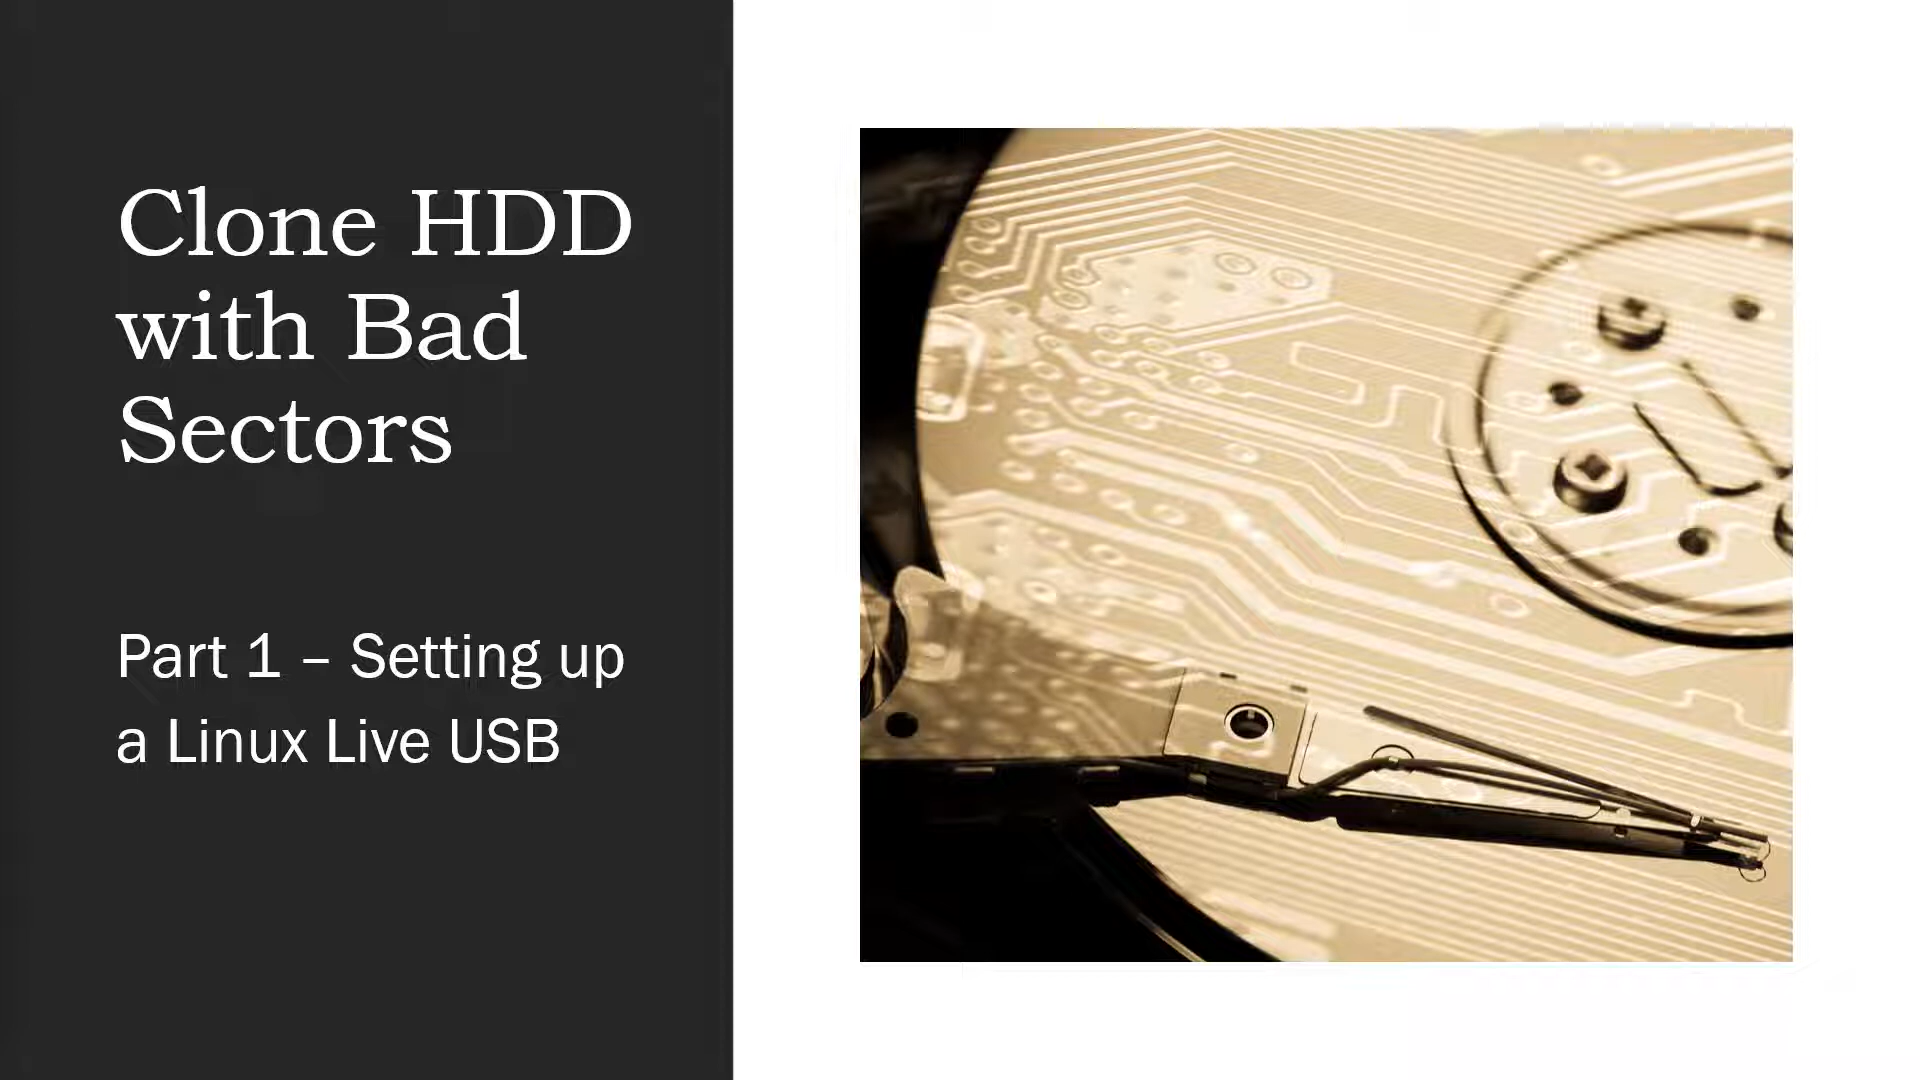 Clone HDD
with Bad
Sectors
Part 1 – Setting up
a Linux Live USB